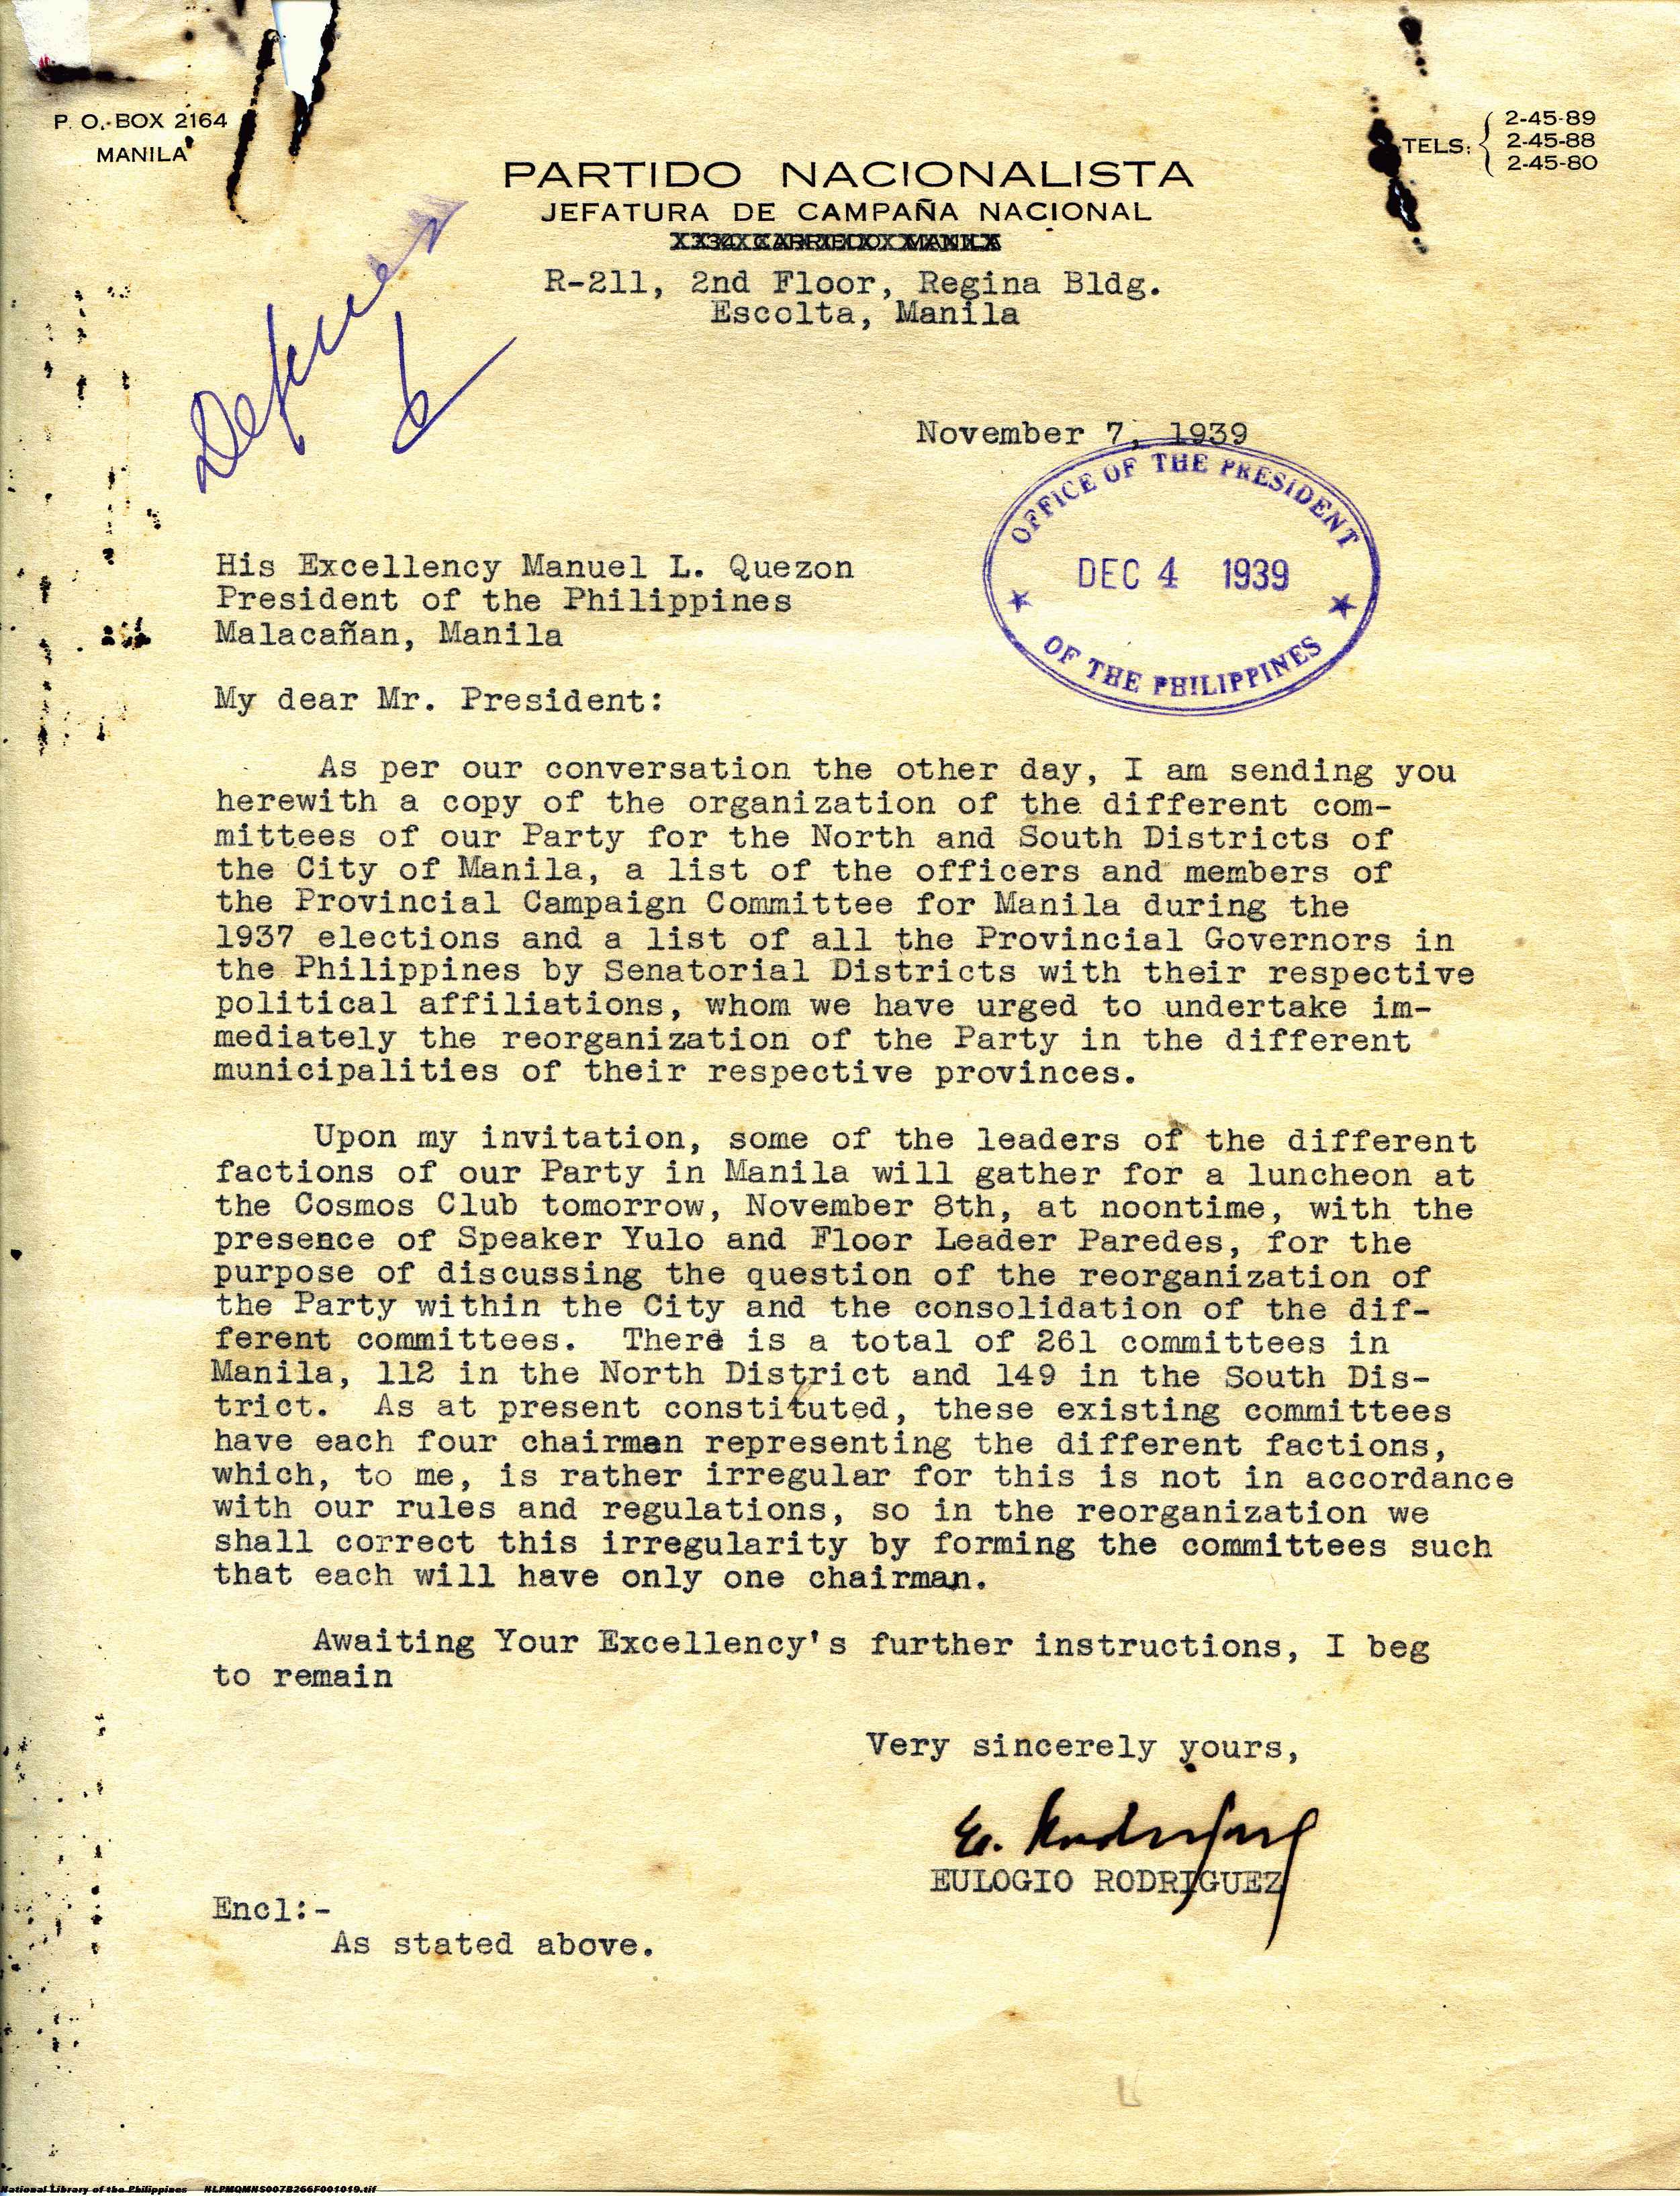 P. O. BOX 2164
MANILA
TELS: 2-45-89
2-45-88
2-45-80
PARTIDO NACIONALISTA
JEFATURA DE CAMPAÑA NACIONAL
R-211, 2nd Floor, Regina Bldg.
Escolta, Manila
November 7, 1939
OFFICE OF THE PRESIDENT
DEC 4 1939
OF THE PHILIPPINES
His Excellency Manuel L. Quezon
President of the Philippines
Malacañan, Manila
My dear Mr. President:
As per our conversation the other day, I am sending you
herewith a copy of the organization of the different com-
mittees of our Party for the North and South Districts of
the City of Manila, a list of the officers and members of
the Provincial Campaign Committee for Manila during the
1937 elections and a list of all the Provincial Governors in
the Philippines by Senatorial Districts with their respective
political affiliations, whom we have urged to undertake im-
mediately the reorganization of the Party in the different
municipalities of their respective provinces.
Upon my invitation, some of the leaders of the different
factions of our Party in Manila will gather for a luncheon at
the Cosmos Club tomorrow, November 8th, at noontime, with the
presence of Speaker Yulo and Floor Leader Paredes, for the
purpose of discussing the question of the reorganization of
the Party within the City and the consolidation of the dif-
ferent committees. There is a total of 261 committees in
Manila, 112 in the North District and 149 in the South Dis-
trict. As at present constituted, these existing committees
have each four chairmen representing the different factions,
which, to me, is rather irregular for this is not in accordance
with our rules and regulations, so in the reorganization we
shall correct this irregularity by forming the committees such
that each will have only one chairman.
Awaiting Your Excellency's further instructions, I beg
to remain
Very sincerely yours,
E. Rodriguez
EULOGIO RODRIGUEZ
Encl:-
As stated above.
National Library of the Philippines NLPMQMNS007B266F001019.tif